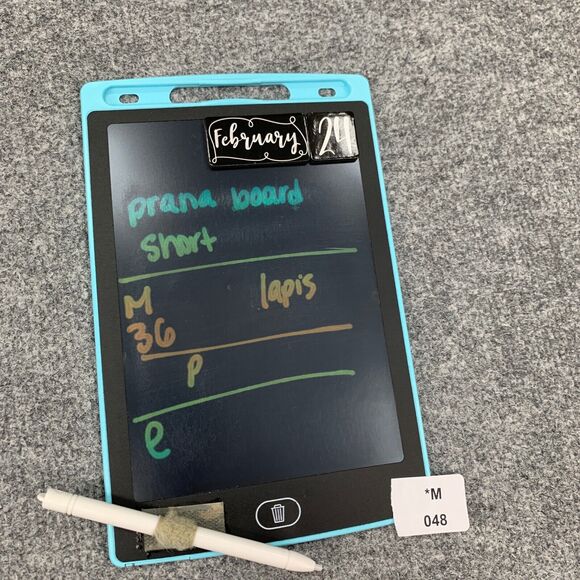 February 24
prana board
short
M lapis
36
P
e
*M
048